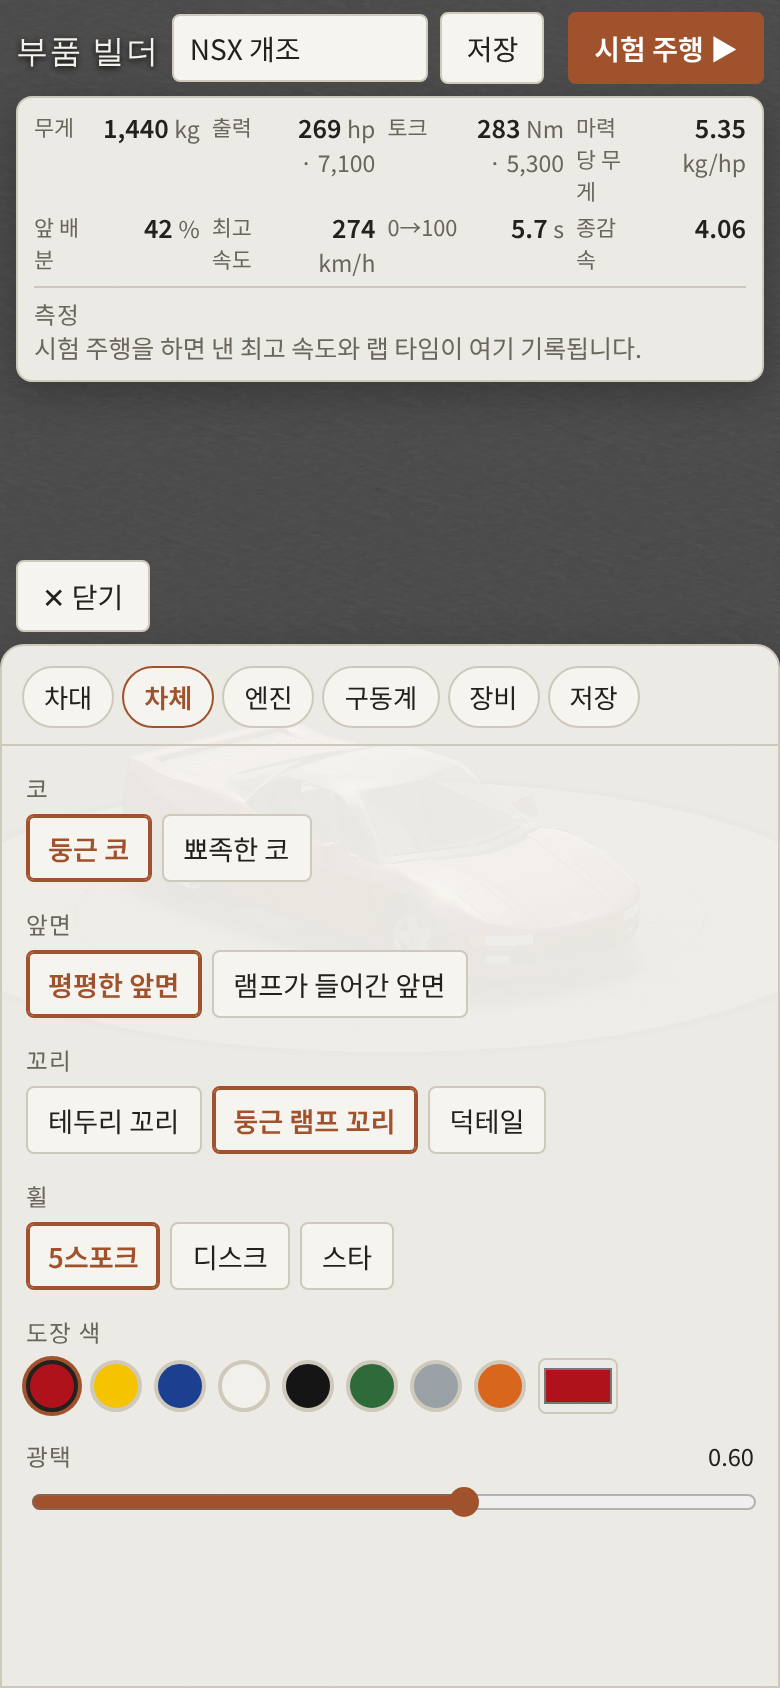 부품 빌더 NSX 개조 저장 시험 주행 ▶
무게 1,440 kg 출력 269 hp 토크 283 Nm 마력 5.35
· 7,100 · 5,300 당 무 kg/hp
게
앞 배 42 % 최고 274 0→100 5.7 s 종감 4.06
분 속도 km/h 속
측정
시험 주행을 하면 낸 최고 속도와 랩 타임이 여기 기록됩니다.
✕ 닫기
차대 차체 엔진 구동계 장비 저장
코
둥근 코 뾰족한 코
앞면
평평한 앞면 램프가 들어간 앞면
꼬리
테두리 꼬리 둥근 램프 꼬리 덕테일
휠
5스포크 디스크 스타
도장 색
광택 0.60